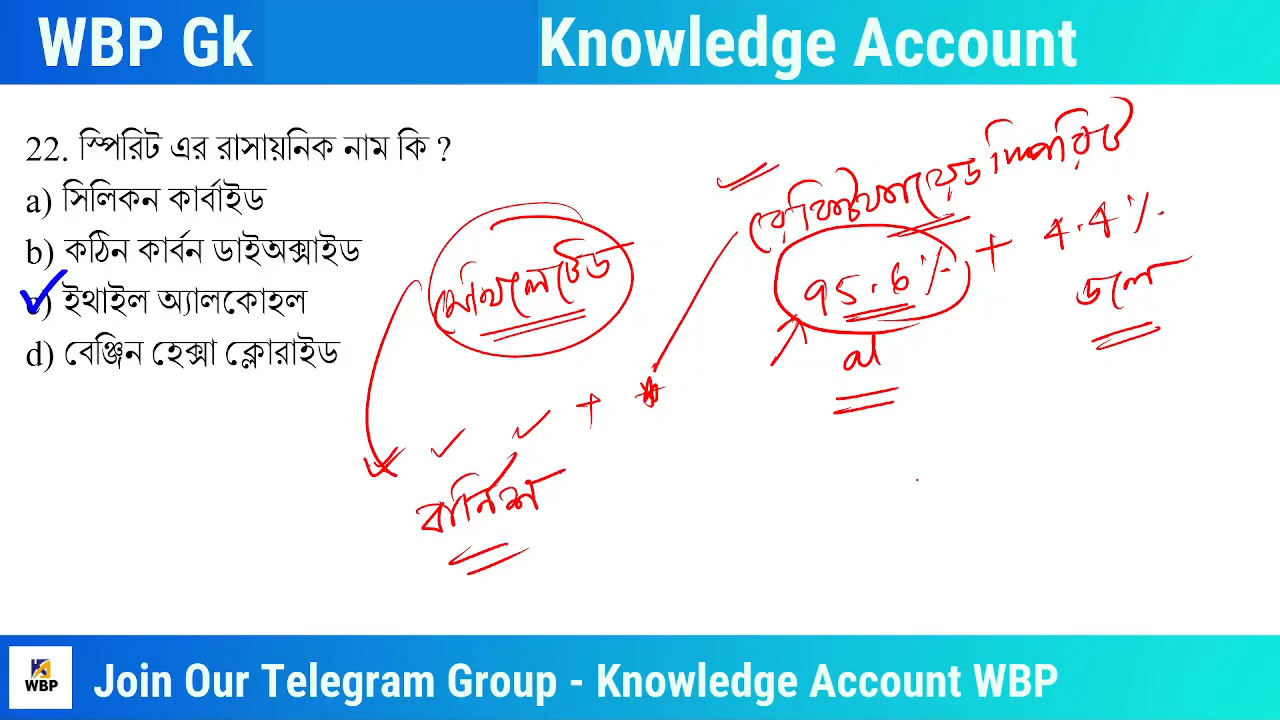 WBP Gk Knowledge Account
22. স্পিরিট এর রাসায়নিক নাম কি ?
a) সিলিকন কার্বাইড
b) কঠিন কার্বন ডাইঅক্সাইড
c) ইথাইল অ্যালকোহল
d) বেঞ্জিন হেক্সা ক্লোরাইড
স্পিরিট
95.6% + 4.4%
al
মেথিলেটেড
+
বার্নিশ
WBP
Join Our Telegram Group - Knowledge Account WBP